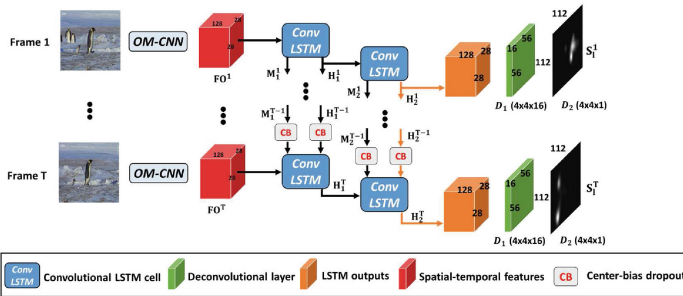 Frame 1
OM-CNN
128
28
28
FO¹
Conv LSTM
M₁¹
H₁¹
Conv LSTM
M₂¹
H₂¹
128
28
28
16
56
56
D₁ (4x4x16)
112
112
S₁¹
D₂ (4x4x1)
M₁ᵀ⁻¹
H₁ᵀ⁻¹
CB
CB
M₂ᵀ⁻¹
H₂ᵀ⁻¹
CB
CB
Frame T
OM-CNN
128
28
28
FOᵀ
Conv LSTM
H₁ᵀ
Conv LSTM
H₂ᵀ
128
28
28
16
56
56
D₁ (4x4x16)
112
112
S₁ᵀ
D₂ (4x4x1)
Conv LSTM Convolutional LSTM cell
Deconvolutional layer
LSTM outputs
Spatial-temporal features
CB Center-bias dropout